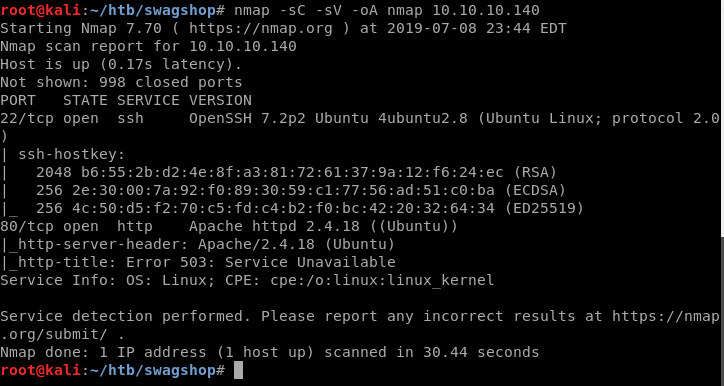 root@kali:~/htb/swagshop# nmap -sC -sV -oA nmap 10.10.10.140
Starting Nmap 7.70 ( https://nmap.org ) at 2019-07-08 23:44 EDT
Nmap scan report for 10.10.10.140
Host is up (0.17s latency).
Not shown: 998 closed ports
PORT   STATE SERVICE VERSION
22/tcp open  ssh     OpenSSH 7.2p2 Ubuntu 4ubuntu2.8 (Ubuntu Linux; protocol 2.0
)
| ssh-hostkey:
|   2048 b6:55:2b:d2:4e:8f:a3:81:72:61:37:9a:12:f6:24:ec (RSA)
|   256 2e:30:00:7a:92:f0:89:30:59:c1:77:56:ad:51:c0:ba (ECDSA)
|_  256 4c:50:d5:f2:70:c5:fd:c4:b2:f0:bc:42:20:32:64:34 (ED25519)
80/tcp open  http    Apache httpd 2.4.18 ((Ubuntu))
|_http-server-header: Apache/2.4.18 (Ubuntu)
|_http-title: Error 503: Service Unavailable
Service Info: OS: Linux; CPE: cpe:/o:linux:linux_kernel

Service detection performed. Please report any incorrect results at https://nmap
.org/submit/ .
Nmap done: 1 IP address (1 host up) scanned in 30.44 seconds
root@kali:~/htb/swagshop#